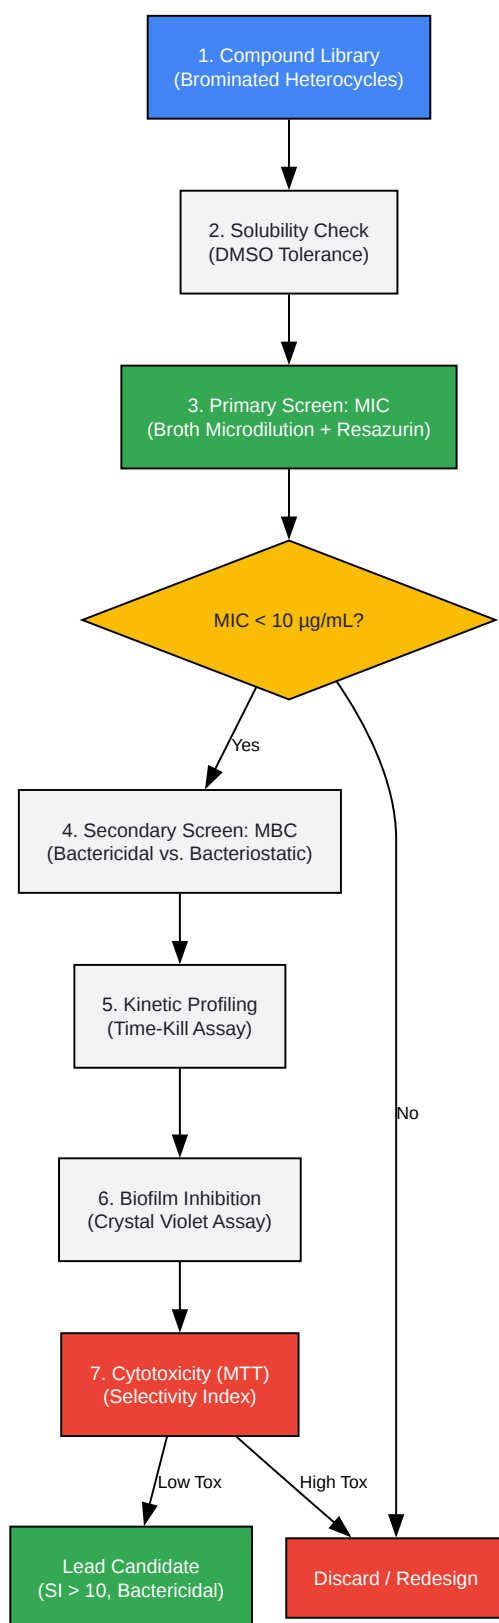 1. Compound Library
(Brominated Heterocycles)
2. Solubility Check
(DMSO Tolerance)
3. Primary Screen: MIC
(Broth Microdilution + Resazurin)
MIC < 10 µg/mL?
Yes
4. Secondary Screen: MBC
(Bactericidal vs. Bacteriostatic)
5. Kinetic Profiling
(Time-Kill Assay)
No
6. Biofilm Inhibition
(Crystal Violet Assay)
7. Cytotoxicity (MTT)
(Selectivity Index)
Low Tox
High Tox
Lead Candidate
(SI > 10, Bactericidal)
Discard / Redesign